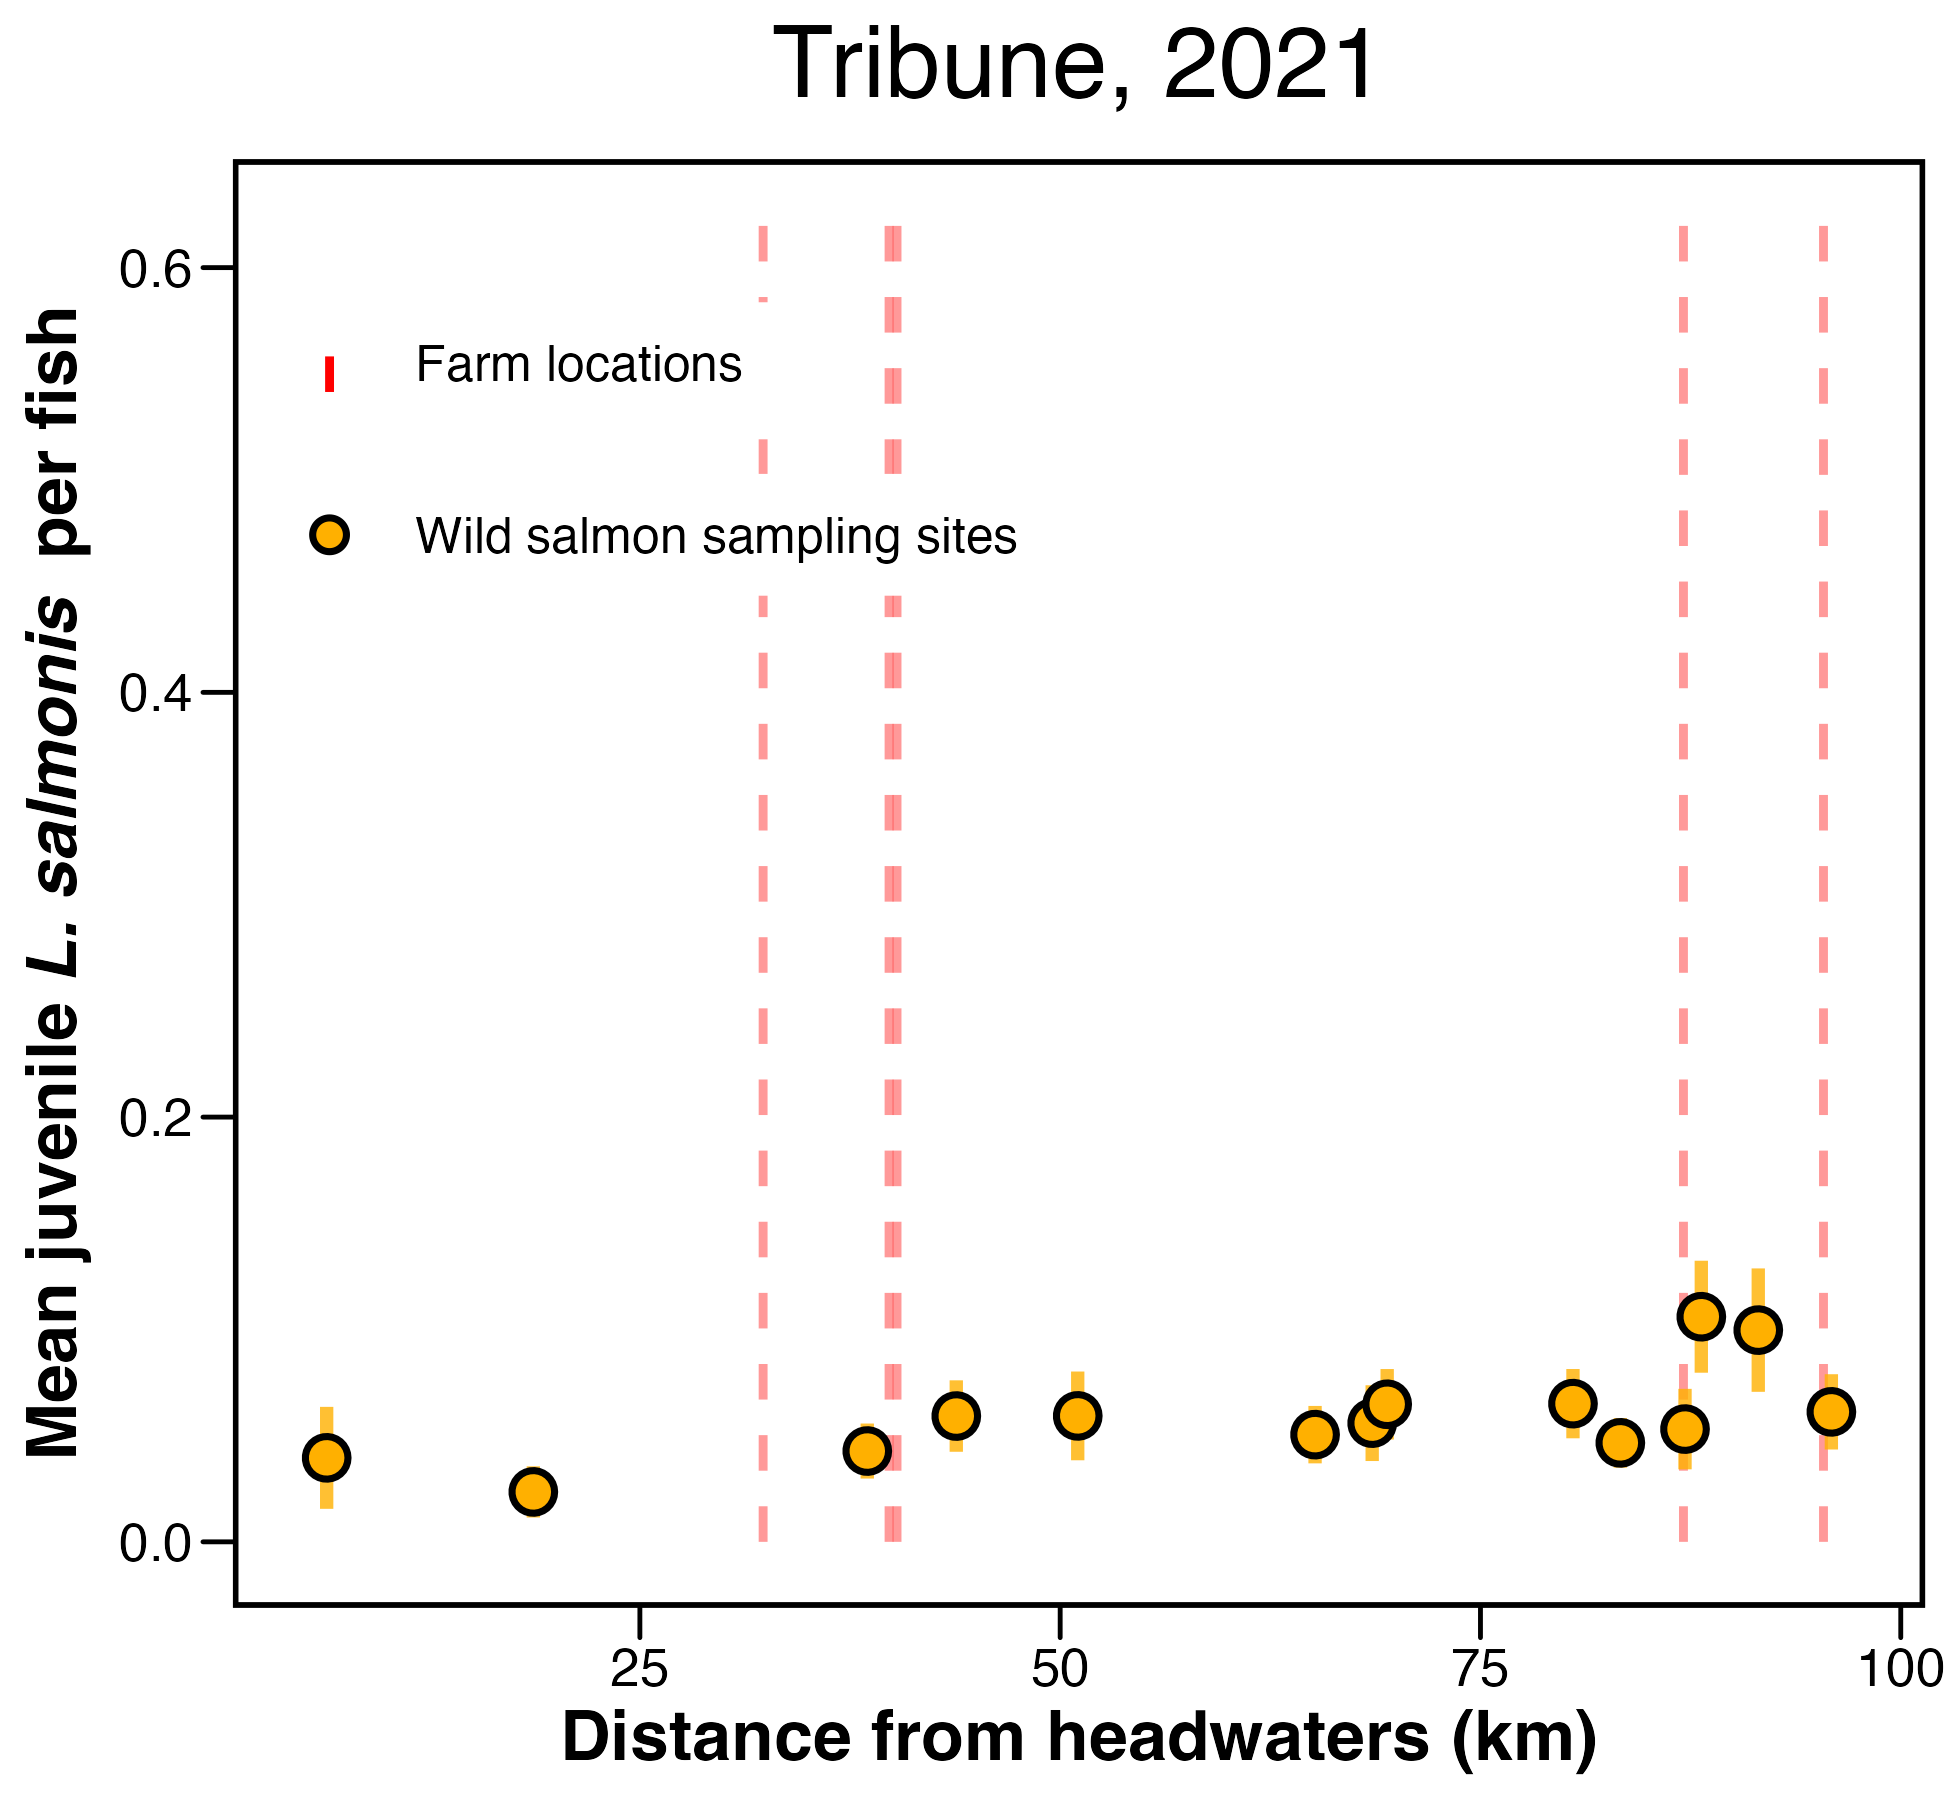 Tribune, 2021
Mean juvenile L. salmonis per fish
0.6
0.4
0.2
0.0
Farm locations
Wild salmon sampling sites
25 50 75 100
Distance from headwaters (km)